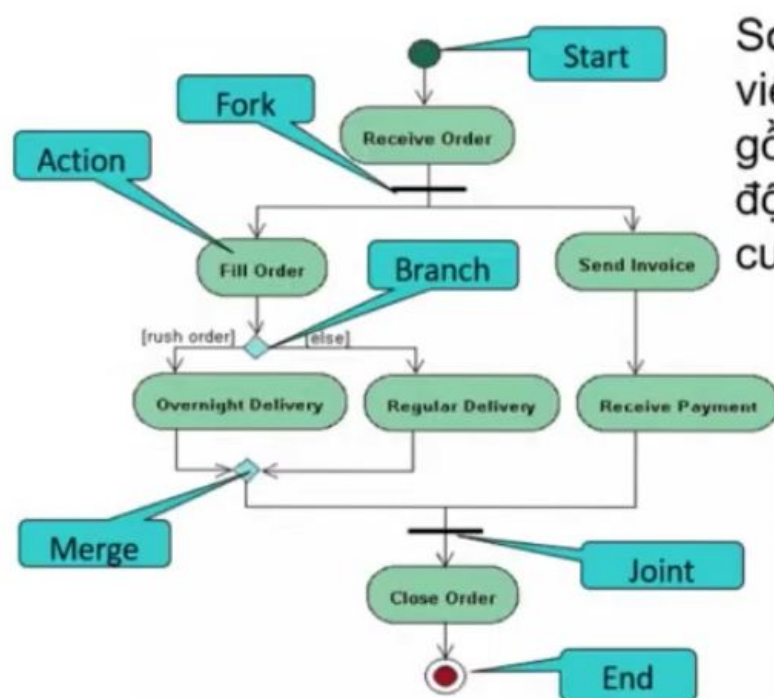 Start
Fork
Receive Order
Action
Fill Order
Branch
Send Invoice
[rush order]
[else]
Overnight Delivery
Regular Delivery
Receive Payment
Merge
Joint
Close Order
End